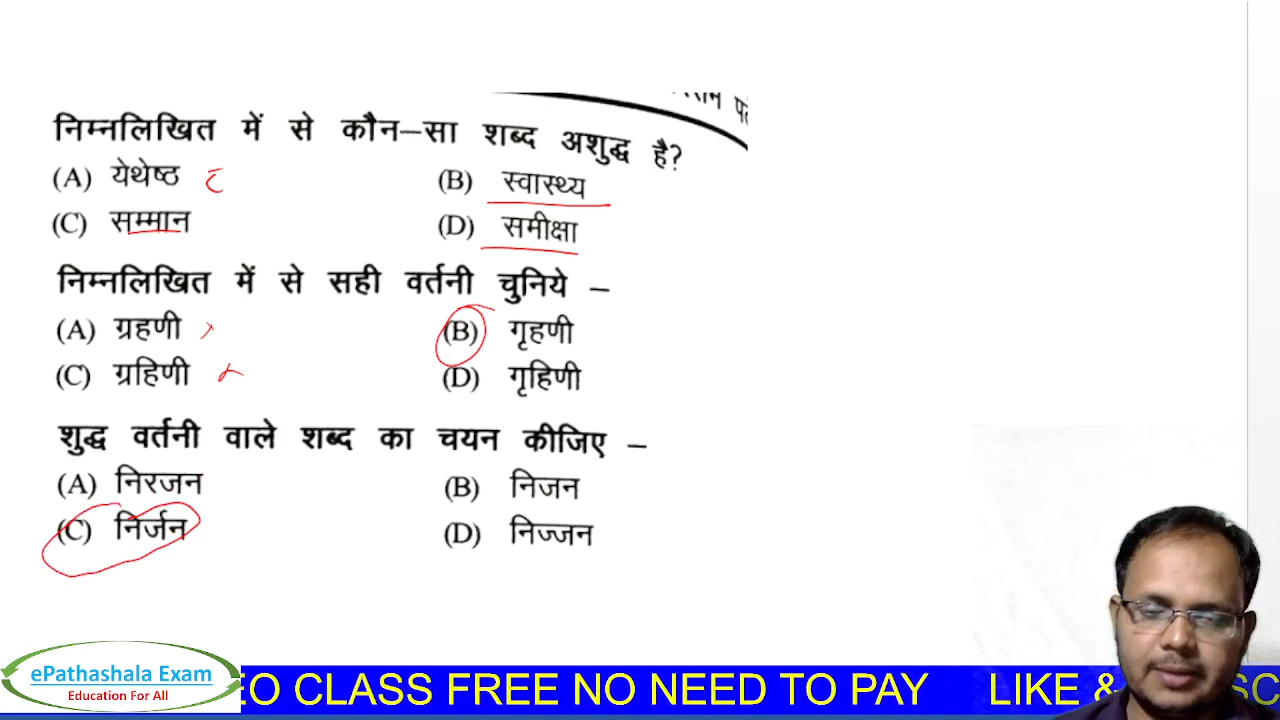 निम्नलिखित में से कौन-सा शब्द अशुद्ध है?
(A) येथेष्ठ (B) स्वास्थ्य
(C) सम्मान (D) समीक्षा
निम्नलिखित में से सही वर्तनी चुनिये –
(A) ग्रहणी (B) गृहणी
(C) ग्रहिणी (D) गृहिणी
शुद्ध वर्तनी वाले शब्द का चयन कीजिए –
(A) निरजन (B) निजन
(C) निर्जन (D) निज्जन
ePathashala Exam
Education For All
EO CLASS FREE NO NEED TO PAY LIKE &